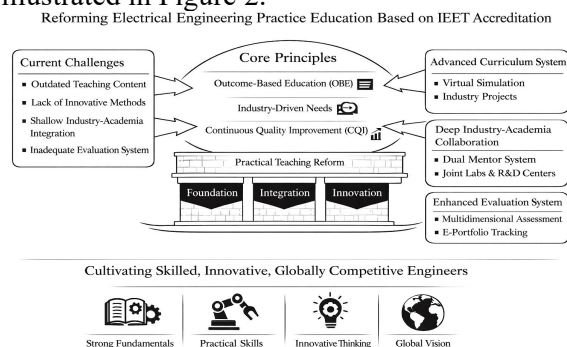 illustrated in Figure 2.
Reforming Electrical Engineering Practice Education Based on IEET Accreditation
Current Challenges
▪ Outdated Teaching Content
▪ Lack of Innovative Methods
▪ Shallow Industry-Academia
Integration
▪ Inadequate Evaluation System
Core Principles
Outcome-Based Education (OBE)
Industry-Driven Needs
Continuous Quality Improvement (CQI)
Practical Teaching Reform
Foundation
Integration
Innovation
Advanced Curriculum System
▪ Virtual Simulation
▪ Industry Projects
Deep Industry-Academia
Collaboration
▪ Dual Mentor System
▪ Joint Labs & R&D Centers
Enhanced Evaluation System
▪ Multidimensional Assessment
▪ E-Portfolio Tracking
Cultivating Skilled, Innovative, Globally Competitive Engineers
Strong Fundamentals
Practical Skills
Innovative Thinking
Global Vision